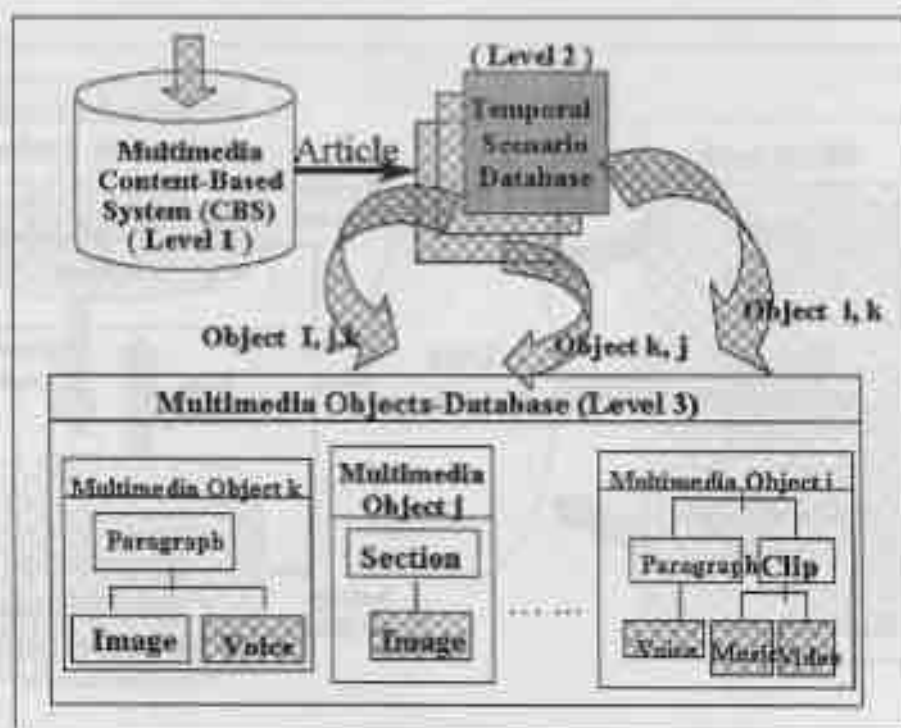 ( Level 2 )
Temporal
Scenario
Database
Multimedia
Content-Based
System (CBS)
( Level 1 )
Article
Object I, j,k
Object k, j
Object i, k
Multimedia Objects-Database (Level 3)
Multimedia Object k
Paragraph
Image
Voice
Multimedia
Object j
Section
Image
... ...
Multimedia Object i
Paragraph
Clip
Voice
Music
Video